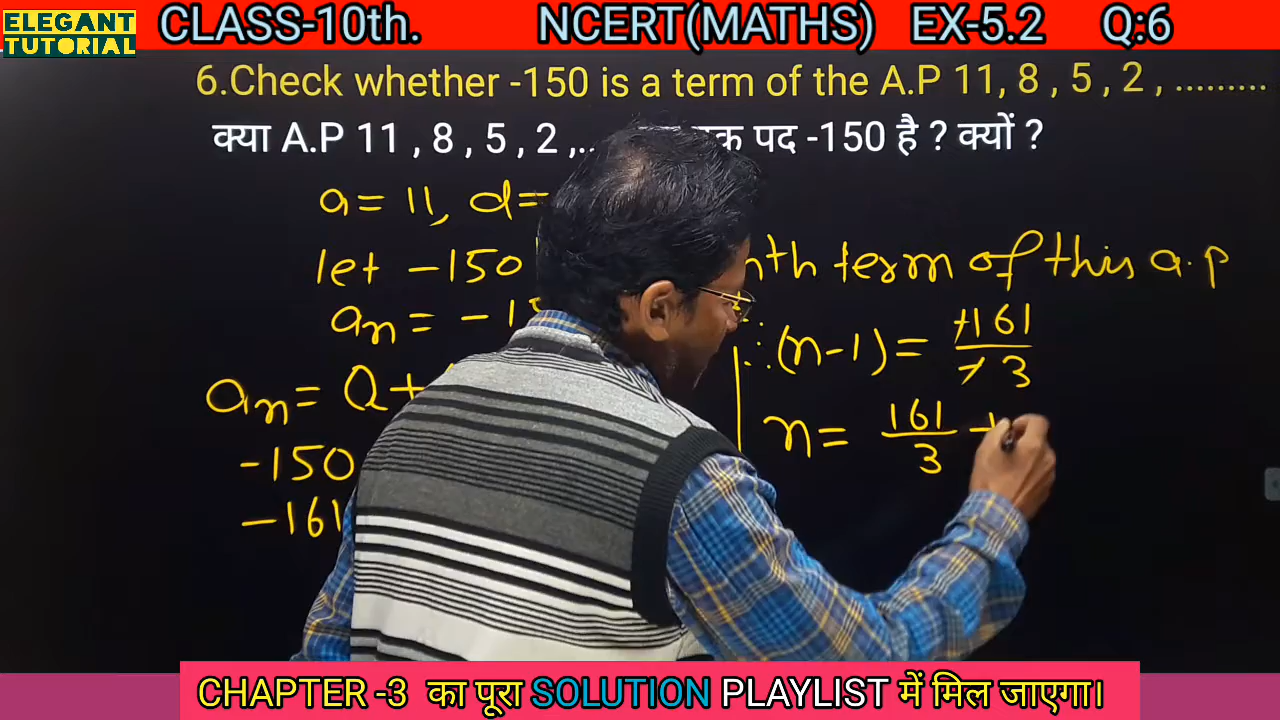 ELEGANT
TUTORIAL
CLASS-10th. NCERT(MATHS) EX-5.2 Q:6
6.Check whether -150 is a term of the A.P 11, 8 , 5 , 2 , .........
क्या A.P 11 , 8 , 5 , 2 ,.. पद -150 है ? क्यों ?
a = 11, d =
let -150 nth term of this a.p
an = -1
an = a +
-150
-161
∴ (n-1) = -161/-3
n = 161/3 +
CHAPTER -3 का पूरा SOLUTION PLAYLIST में मिल जाएगा।